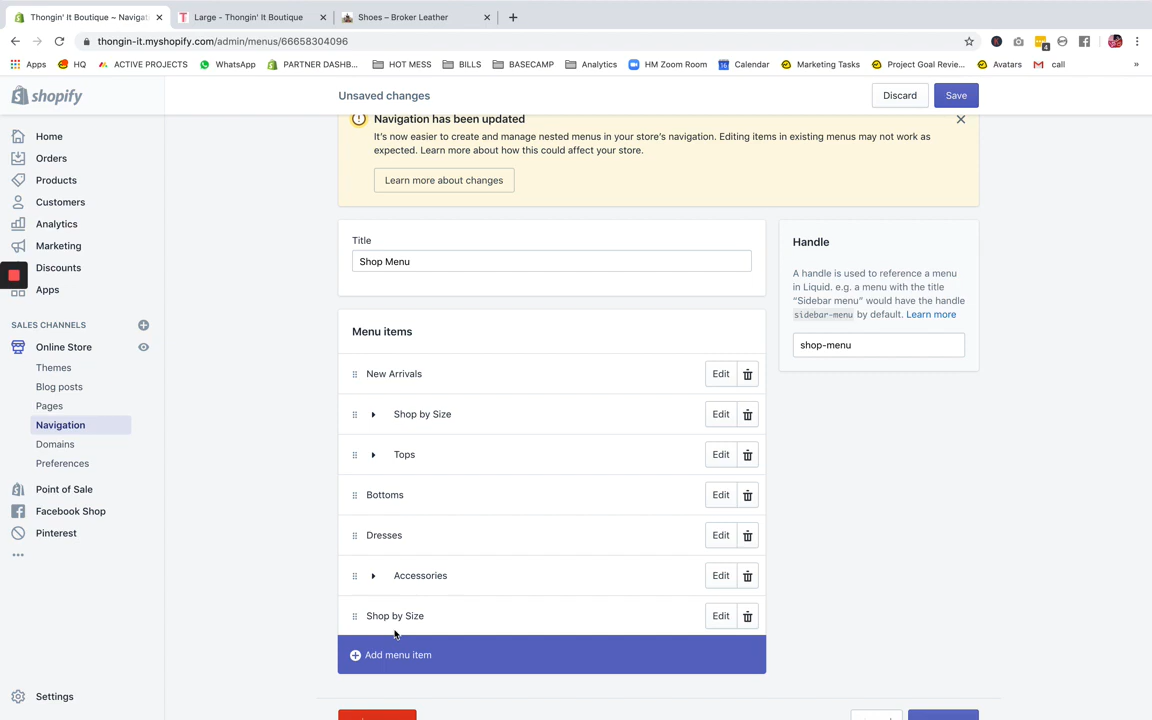 Thongin' It Boutique ~ Navigat
Large - Thongin' It Boutique
Shoes – Broker Leather
thongin-it.myshopify.com/admin/menus/66658304096
Apps
HQ
ACTIVE PROJECTS
WhatsApp
PARTNER DASHB...
HOT MESS
BILLS
BASECAMP
Analytics
HM Zoom Room
Calendar
Marketing Tasks
Project Goal Revie...
Avatars
call
»
shopify
Unsaved changes
Discard
Save
Home
Orders
Products
Customers
Analytics
Marketing
Discounts
Apps
SALES CHANNELS
Online Store
Themes
Blog posts
Pages
Navigation
Domains
Preferences
Point of Sale
Facebook Shop
Pinterest
Settings
Navigation has been updated
It's now easier to create and manage nested menus in your store's navigation. Editing items in existing menus may not work as
expected. Learn more about how this could affect your store.
Learn more about changes
Title
Shop Menu
Menu items
New Arrivals
Edit
Shop by Size
Edit
Tops
Edit
Bottoms
Edit
Dresses
Edit
Accessories
Edit
Shop by Size
Edit
Add menu item
Handle
A handle is used to reference a menu
in Liquid. e.g. a menu with the title
“Sidebar menu” would have the handle
sidebar-menu by default. Learn more
shop-menu